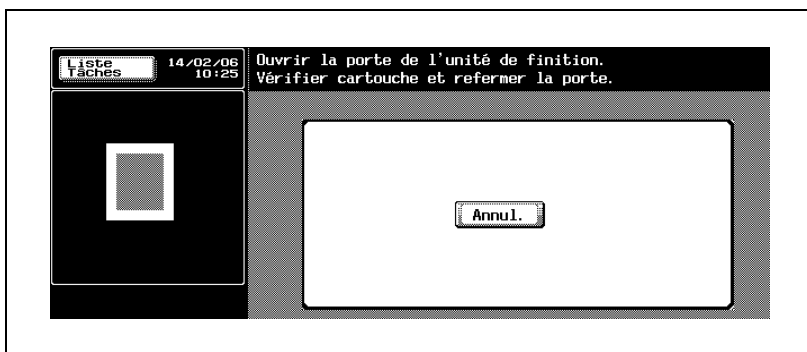 Liste
Tâches
14/02/06
10:25
Ouvrir la porte de l'unité de finition.
Vérifier cartouche et refermer la porte.
Annul.